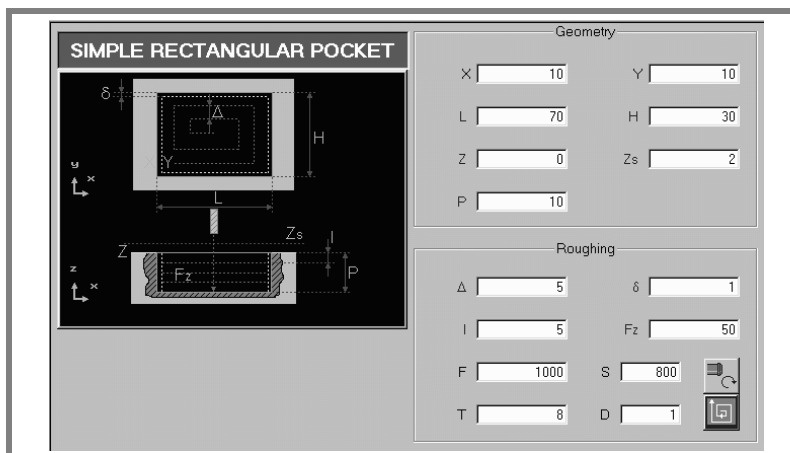 SIMPLE RECTANGULAR POCKET
δ
Δ
H
X Y
y
x
L
Zs
I
Z
Fz
P
z
x
Geometry
X 10 Y 10
L 70 H 30
Z 0 Zs 2
P 10
Roughing
Δ 5 δ 1
I 5 Fz 50
F 1000 S 800
T 8 D 1